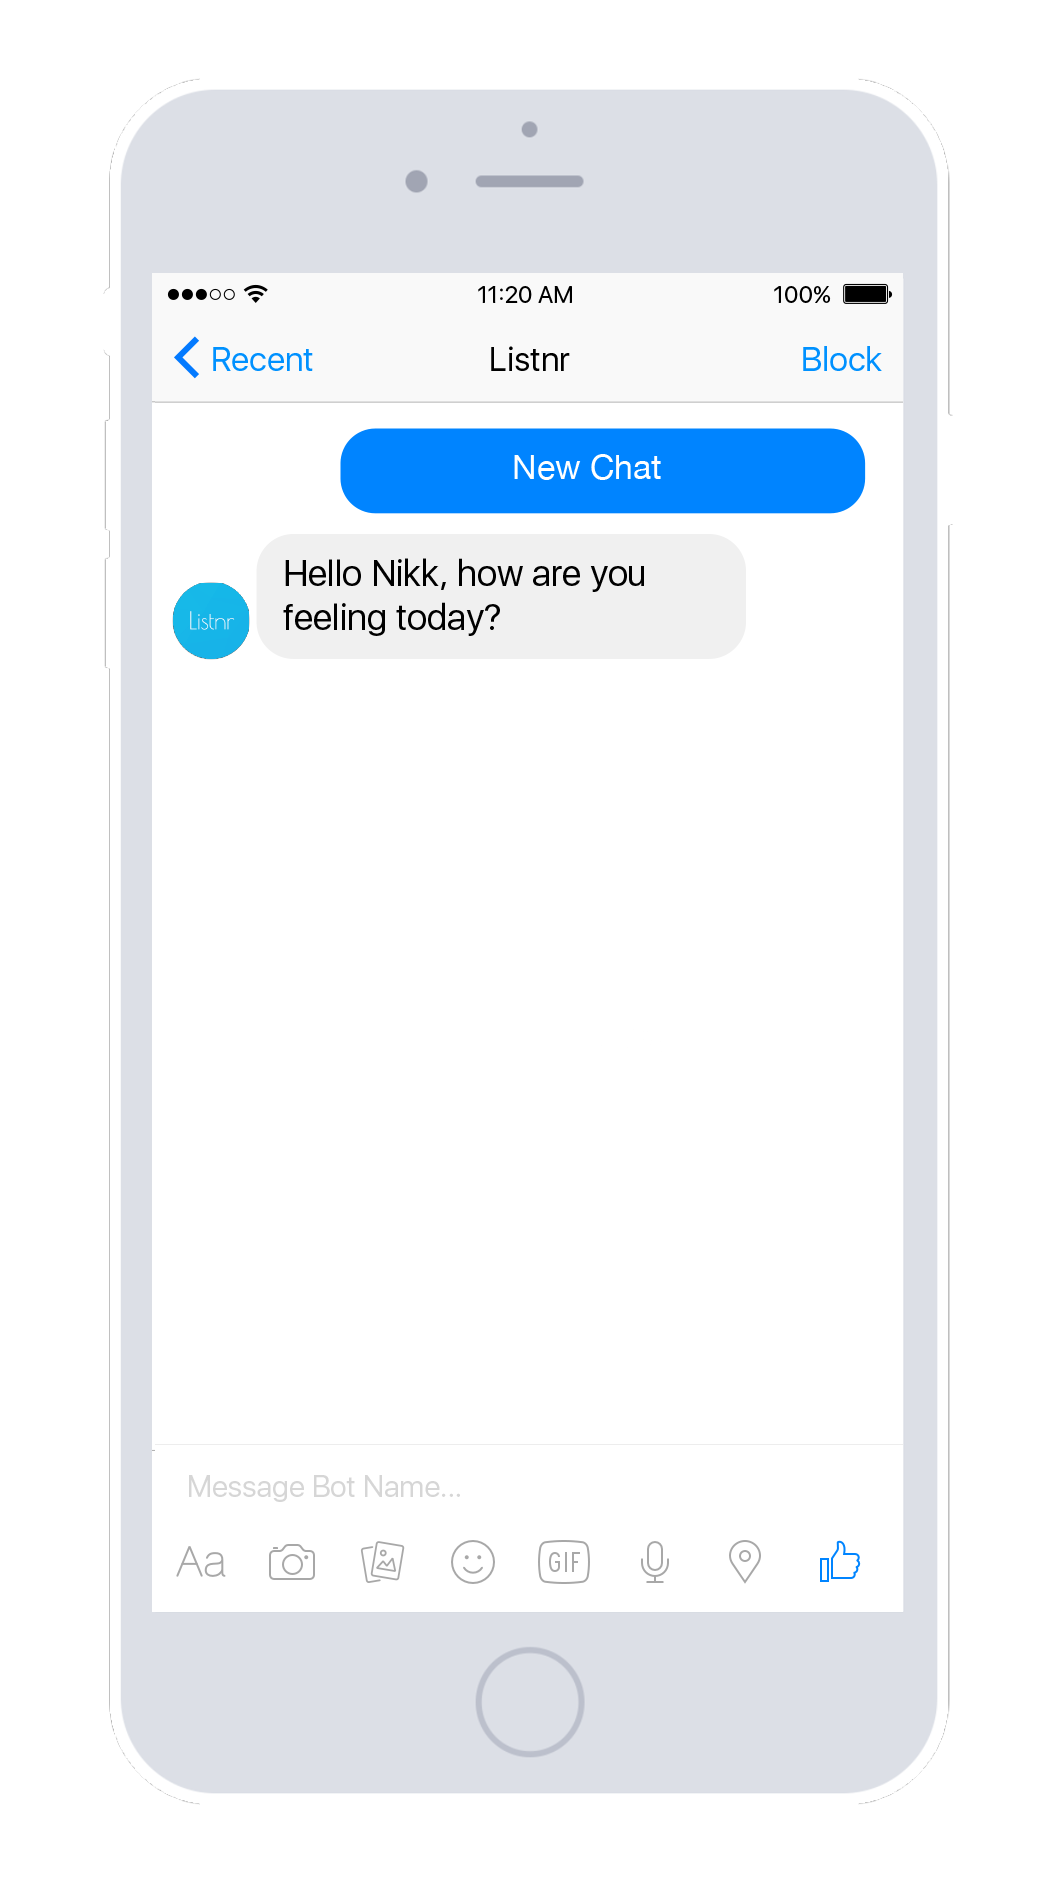 11:20 AM 100%
Recent Listnr Block
New Chat
Hello Nikk, how are you
feeling today?
Listnr
Message Bot Name...
Aa GIF